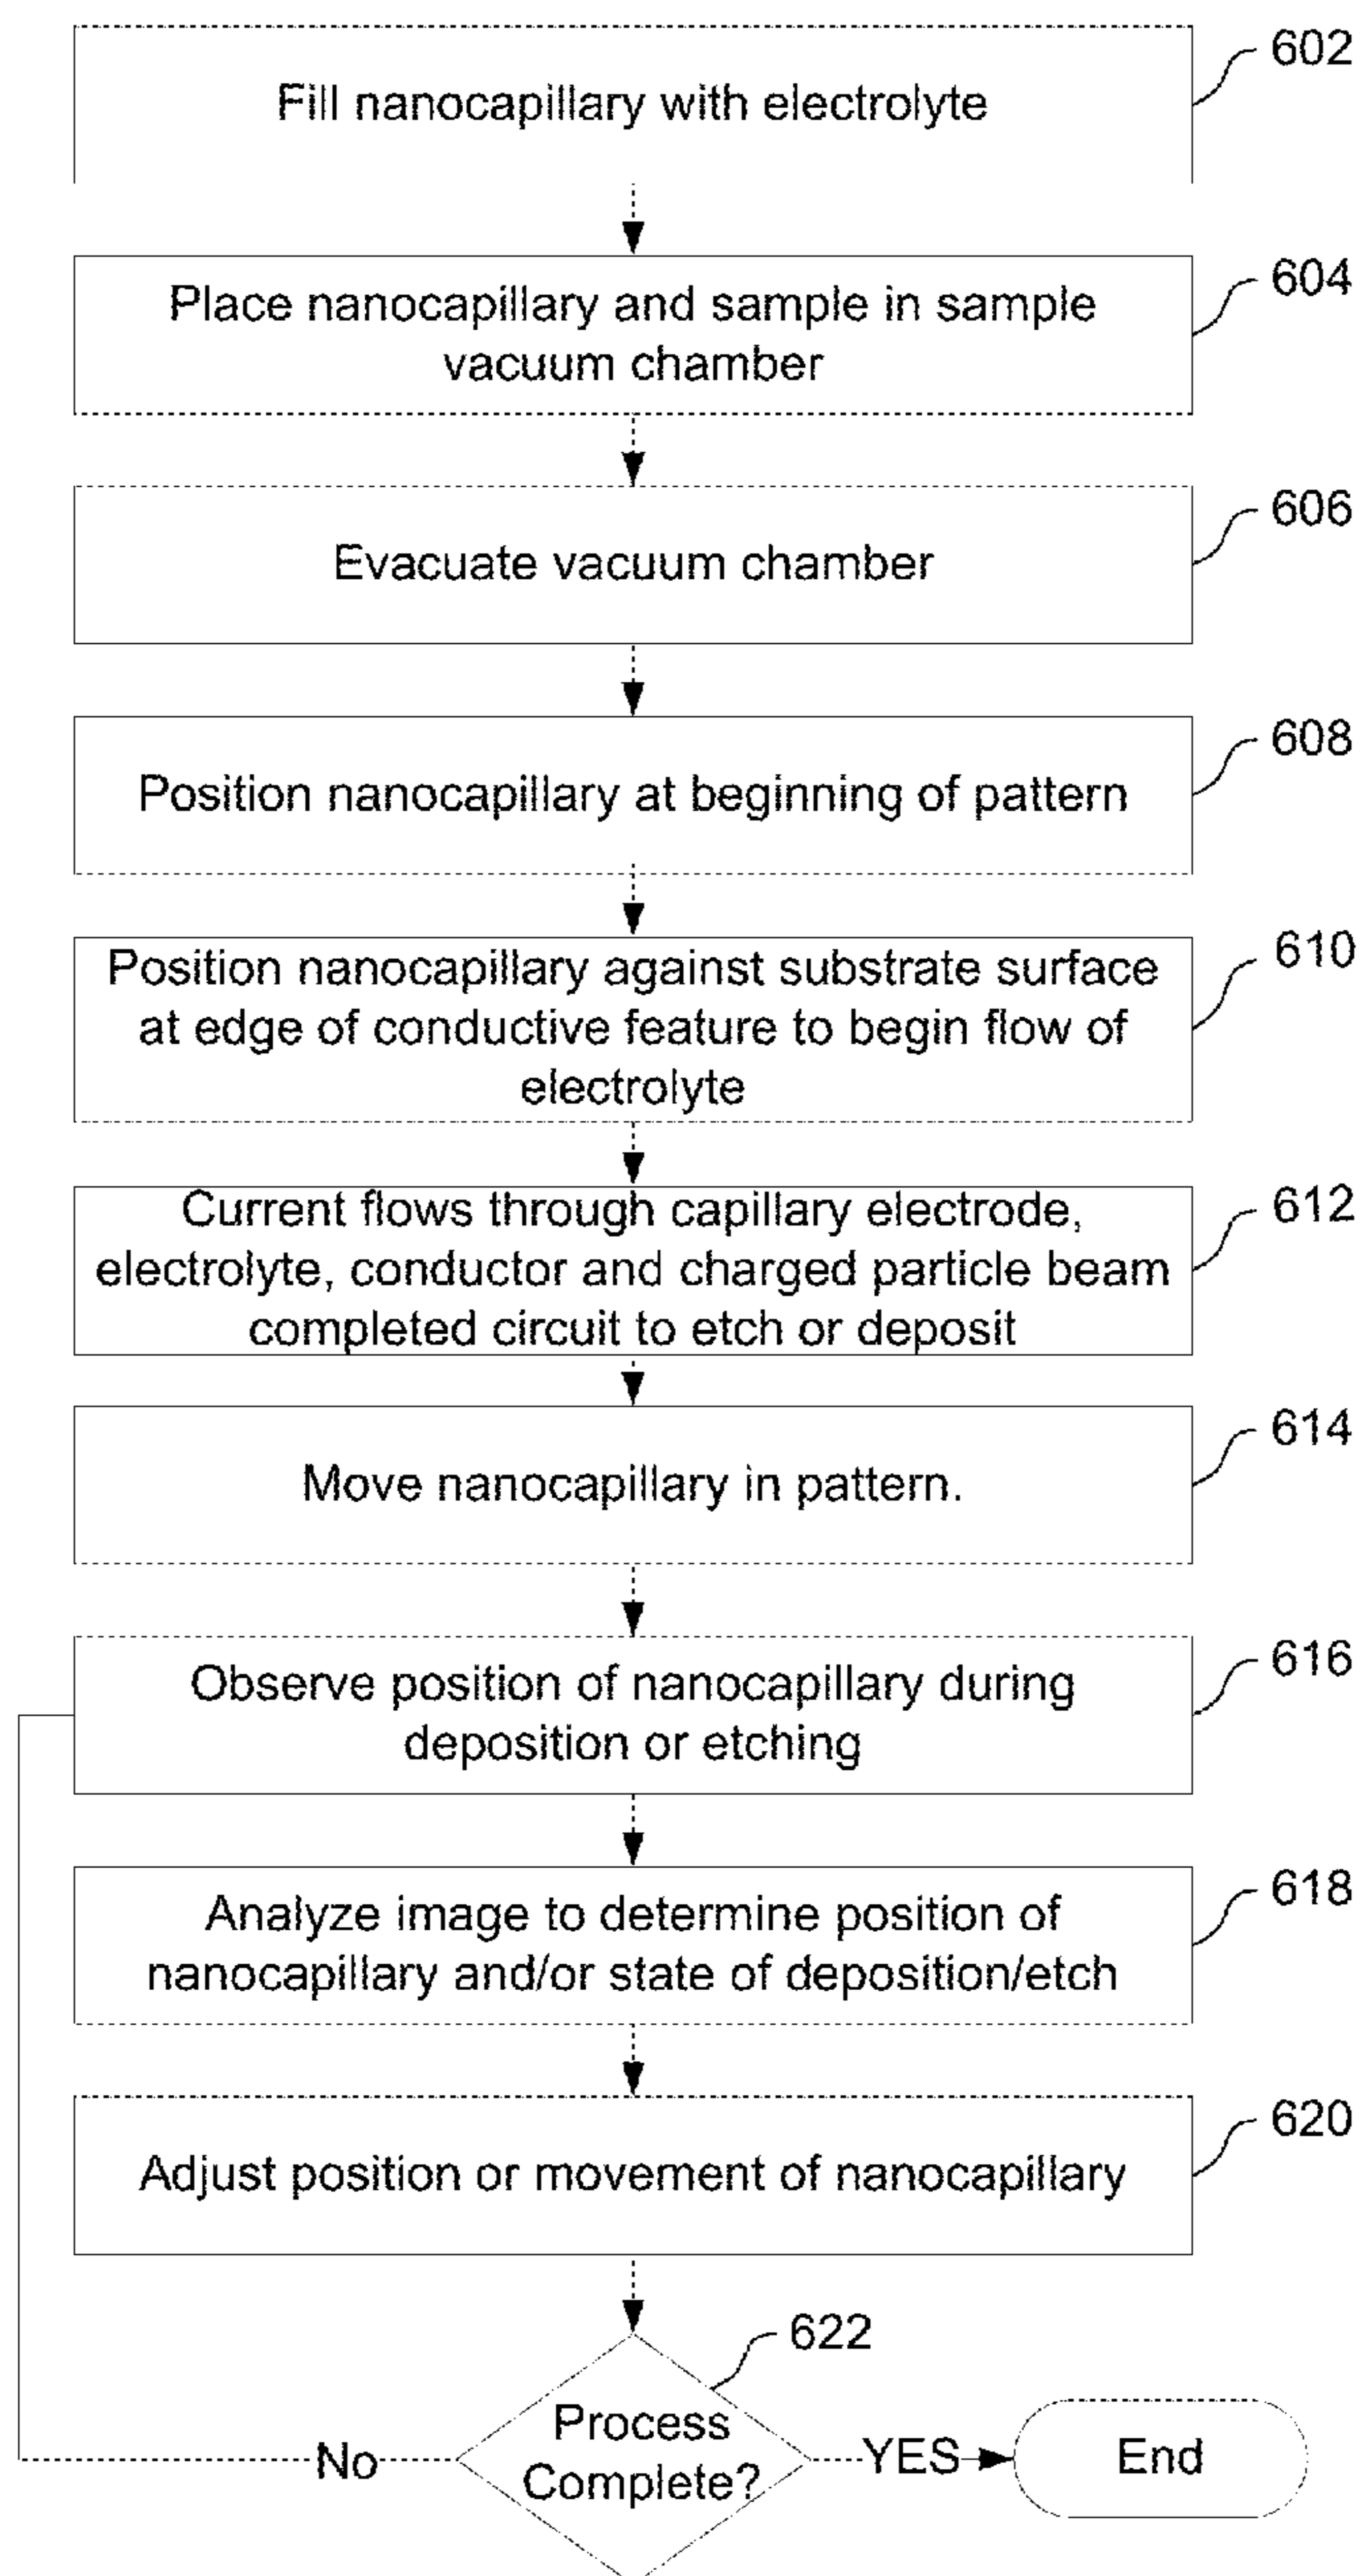 602
Fill nanocapillary with electrolyte
604
Place nanocapillary and sample in sample
vacuum chamber
606
Evacuate vacuum chamber
608
Position nanocapillary at beginning of pattern
610
Position nanocapillary against substrate surface
at edge of conductive feature to begin flow of
electrolyte
612
Current flows through capillary electrode,
electrolyte, conductor and charged particle beam
completed circuit to etch or deposit
614
Move nanocapillary in pattern.
616
Observe position of nanocapillary during
deposition or etching
618
Analyze image to determine position of
nanocapillary and/or state of deposition/etch
620
Adjust position or movement of nanocapillary
622
Process
Complete?
No
YES
End